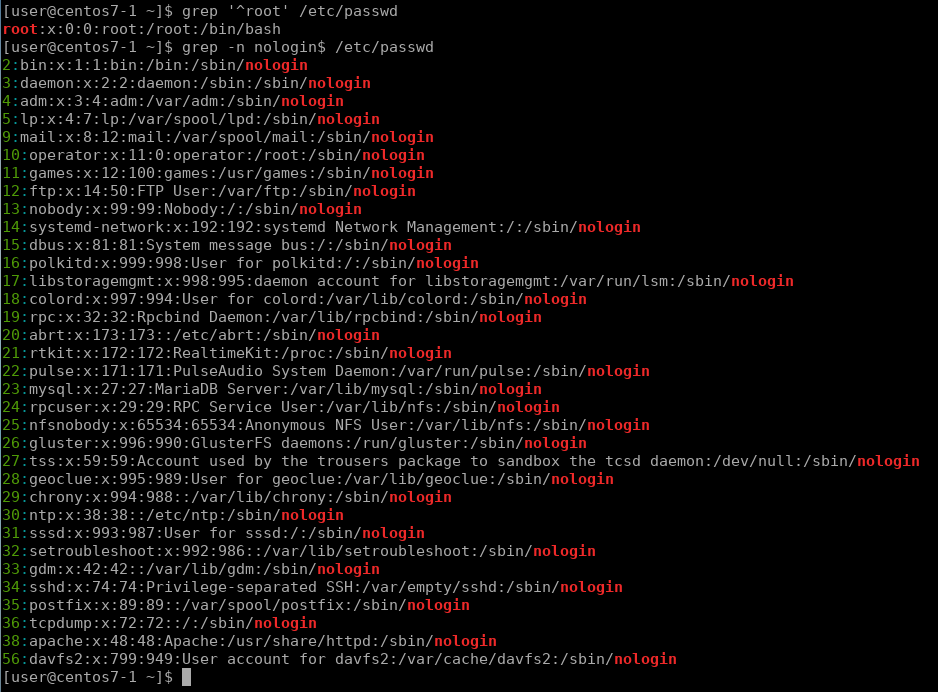 [user@centos7-1 ~]$ grep '^root' /etc/passwd
root:x:0:0:root:/root:/bin/bash
[user@centos7-1 ~]$ grep -n nologin$ /etc/passwd
2:bin:x:1:1:bin:/bin:/sbin/nologin
3:daemon:x:2:2:daemon:/sbin:/sbin/nologin
4:adm:x:3:4:adm:/var/adm:/sbin/nologin
5:lp:x:4:7:lp:/var/spool/lpd:/sbin/nologin
9:mail:x:8:12:mail:/var/spool/mail:/sbin/nologin
10:operator:x:11:0:operator:/root:/sbin/nologin
11:games:x:12:100:games:/usr/games:/sbin/nologin
12:ftp:x:14:50:FTP User:/var/ftp:/sbin/nologin
13:nobody:x:99:99:Nobody:/:/sbin/nologin
14:systemd-network:x:192:192:systemd Network Management:/:/sbin/nologin
15:dbus:x:81:81:System message bus:/:/sbin/nologin
16:polkitd:x:999:998:User for polkitd:/:/sbin/nologin
17:libstoragemgmt:x:998:995:daemon account for libstoragemgmt:/var/run/lsm:/sbin/nologin
18:colord:x:997:994:User for colord:/var/lib/colord:/sbin/nologin
19:rpc:x:32:32:Rpcbind Daemon:/var/lib/rpcbind:/sbin/nologin
20:abrt:x:173:173::/etc/abrt:/sbin/nologin
21:rtkit:x:172:172:RealtimeKit:/proc:/sbin/nologin
22:pulse:x:171:171:PulseAudio System Daemon:/var/run/pulse:/sbin/nologin
23:mysql:x:27:27:MariaDB Server:/var/lib/mysql:/sbin/nologin
24:rpcuser:x:29:29:RPC Service User:/var/lib/nfs:/sbin/nologin
25:nfsnobody:x:65534:65534:Anonymous NFS User:/var/lib/nfs:/sbin/nologin
26:gluster:x:996:990:GlusterFS daemons:/run/gluster:/sbin/nologin
27:tss:x:59:59:Account used by the trousers package to sandbox the tcsd daemon:/dev/null:/sbin/nologin
28:geoclue:x:995:989:User for geoclue:/var/lib/geoclue:/sbin/nologin
29:chrony:x:994:988::/var/lib/chrony:/sbin/nologin
30:ntp:x:38:38::/etc/ntp:/sbin/nologin
31:sssd:x:993:987:User for sssd:/:/sbin/nologin
32:setroubleshoot:x:992:986::/var/lib/setroubleshoot:/sbin/nologin
33:gdm:x:42:42::/var/lib/gdm:/sbin/nologin
34:sshd:x:74:74:Privilege-separated SSH:/var/empty/sshd:/sbin/nologin
35:postfix:x:89:89::/var/spool/postfix:/sbin/nologin
36:tcpdump:x:72:72::/:/sbin/nologin
38:apache:x:48:48:Apache:/usr/share/httpd:/sbin/nologin
56:davfs2:x:799:949:User account for davfs2:/var/cache/davfs2:/sbin/nologin
[user@centos7-1 ~]$